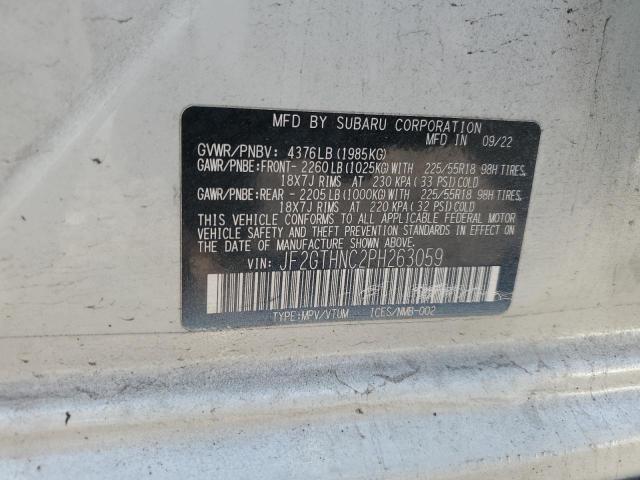 MFD BY SUBARU CORPORATION
MFD IN 09/22
GVWR/PNBV: 4376LB (1985KG)
GAWR/PNBE:FRONT- 2260LB (1025KG) WITH 225/55R18 98H TIRES,
18X7J RIMS AT 230 KPA (33 PSI) COLD
GAWR/PNBE:REAR - 2205LB (1000KG) WITH 225/55R18 98H TIRES,
18X7J RIMS AT 220 KPA (32 PSI) COLD
THIS VEHICLE CONFORMS TO ALL APPLICABLE FEDERAL MOTOR
VEHICLE SAFETY AND THEFT PREVENTION STANDARDS IN EFFECT
ON THE DATE OF MANUFACTURE SHOWN ABOVE.
VIN: JF2GTHNC2PH263059
TYPE:MPV/VTUM ICES/NMB-002